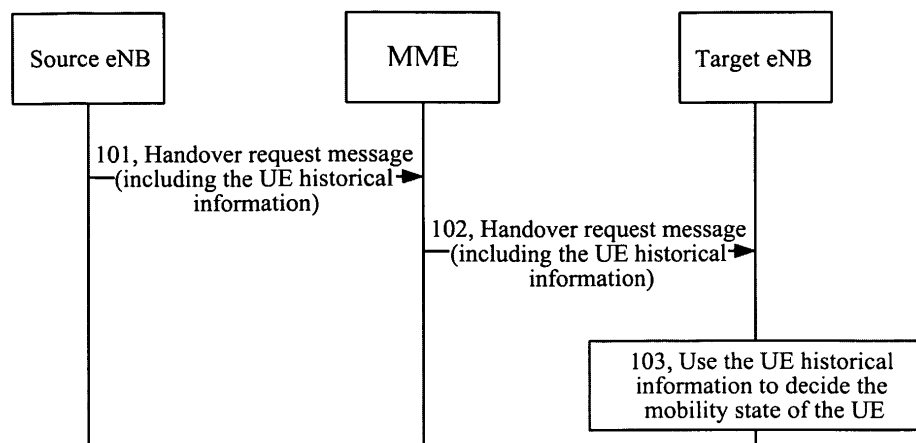 Source eNB
MME
Target eNB
101, Handover request message
(including the UE historical
information)
102, Handover request message
(including the UE historical
information)
103, Use the UE historical
information to decide the
mobility state of the UE